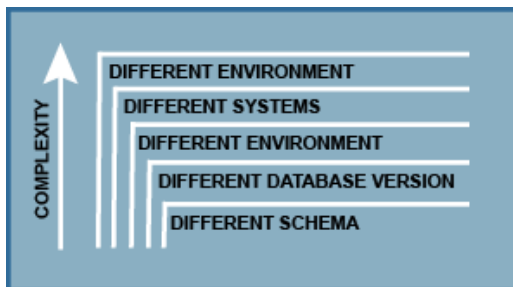 COMPLEXITY
DIFFERENT ENVIRONMENT
DIFFERENT SYSTEMS
DIFFERENT ENVIRONMENT
DIFFERENT DATABASE VERSION
DIFFERENT SCHEMA